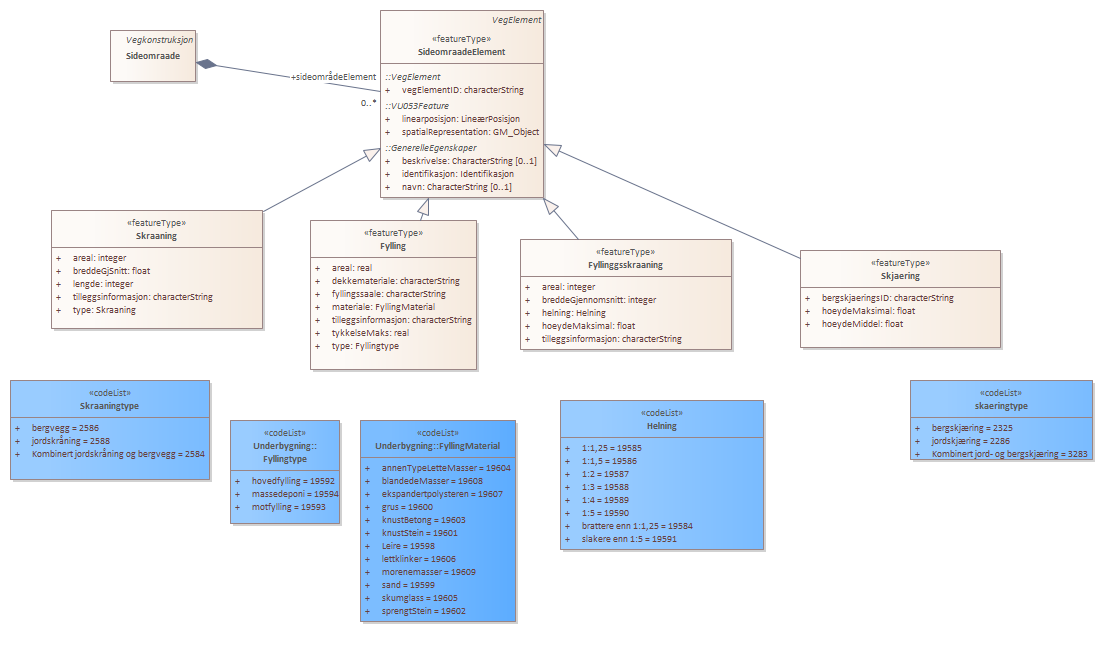 Vegkonstruksjon
Sideomraade
+sideområdeElement
0..*
VegElement
«featureType»
SideomraadeElement
::VegElement
+ vegElementID: characterString
::VU053Feature
+ linearposisjon: LineærPosisjon
+ spatialRepresentation: GM_Object
::GenerelleEgenskaper
+ beskrivelse: CharacterString [0..1]
+ identifikasjon: Identifikasjon
+ navn: CharacterString [0..1]
«featureType»
Skraaning
+ areal: integer
+ breddeGjSnitt: float
+ lengde: integer
+ tilleggsinformasjon: characterString
+ type: Skraaning
«featureType»
Fylling
+ areal: real
+ dekkemateriale: characterString
+ fyllingssaale: characterString
+ materiale: FyllingMaterial
+ tilleggsinformasjon: characterString
+ tykkelseMaks: real
+ type: Fyllingtype
«featureType»
Fyllinggsskraaning
+ areal: integer
+ breddeGjennomsnitt: integer
+ helning: Helning
+ hoeydeMaksimal: float
+ tilleggsinformasjon: characterString
«featureType»
Skjaering
+ bergskjaeringsID: characterString
+ hoeydeMaksimal: float
+ hoeydeMiddel: float
«codeList»
Skraaningtype
+ bergvegg = 2586
+ jordskråning = 2588
+ Kombinert jordskråning og bergvegg = 2584
«codeList»
Underbygning::
Fyllingtype
+ hovedfylling = 19592
+ massedeponi = 19594
+ motfylling = 19593
«codeList»
Underbygning::FyllingMaterial
+ annenTypeLetteMasser = 19604
+ blandedeMasser = 19608
+ ekspandertpolysteren = 19607
+ grus = 19600
+ knustBetong = 19603
+ knustStein = 19601
+ Leire = 19598
+ lettklinker = 19606
+ morenemasser = 19609
+ sand = 19599
+ skumglass = 19605
+ sprengtStein = 19602
«codeList»
Helning
+ 1:1,25 = 19585
+ 1:1,5 = 19586
+ 1:2 = 19587
+ 1:3 = 19588
+ 1:4 = 19589
+ 1:5 = 19590
+ brattere enn 1:1,25 = 19584
+ slakere enn 1:5 = 19591
«codeList»
skaeringtype
+ bergskjæring = 2325
+ jordskjæring = 2286
+ Kombinert jord- og bergskjæring = 3283